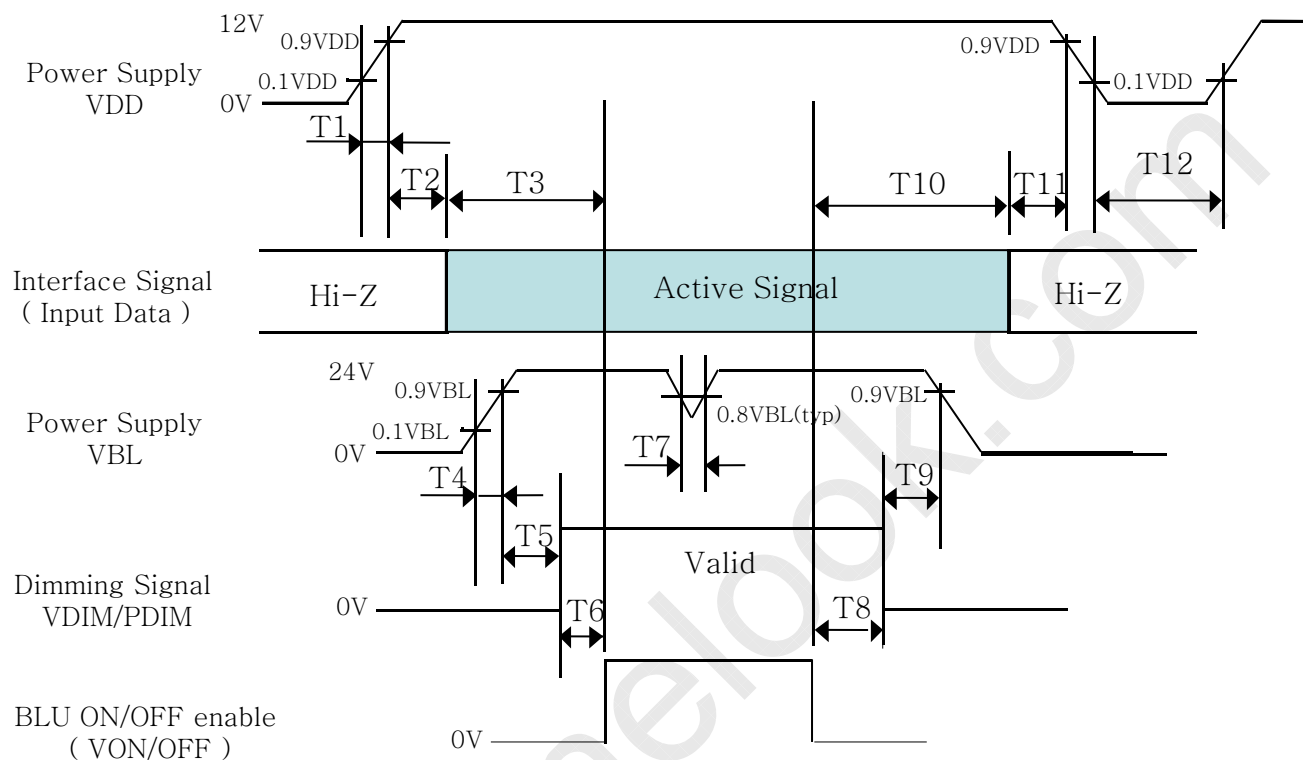 12V
0.9VDD
0.9VDD
Power Supply
VDD
0.1VDD
0.1VDD
0V
T1
T2
T3
T10
T11
T12
Interface Signal
( Input Data )
Hi-Z
Active Signal
Hi-Z
24V
0.9VBL
0.9VBL
0.8VBL(typ)
Power Supply
VBL
0.1VBL
0V
T7
T4
T9
T5
Valid
Dimming Signal
VDIM/PDIM
0V
T6
T8
BLU ON/OFF enable
( VON/OFF )
0V